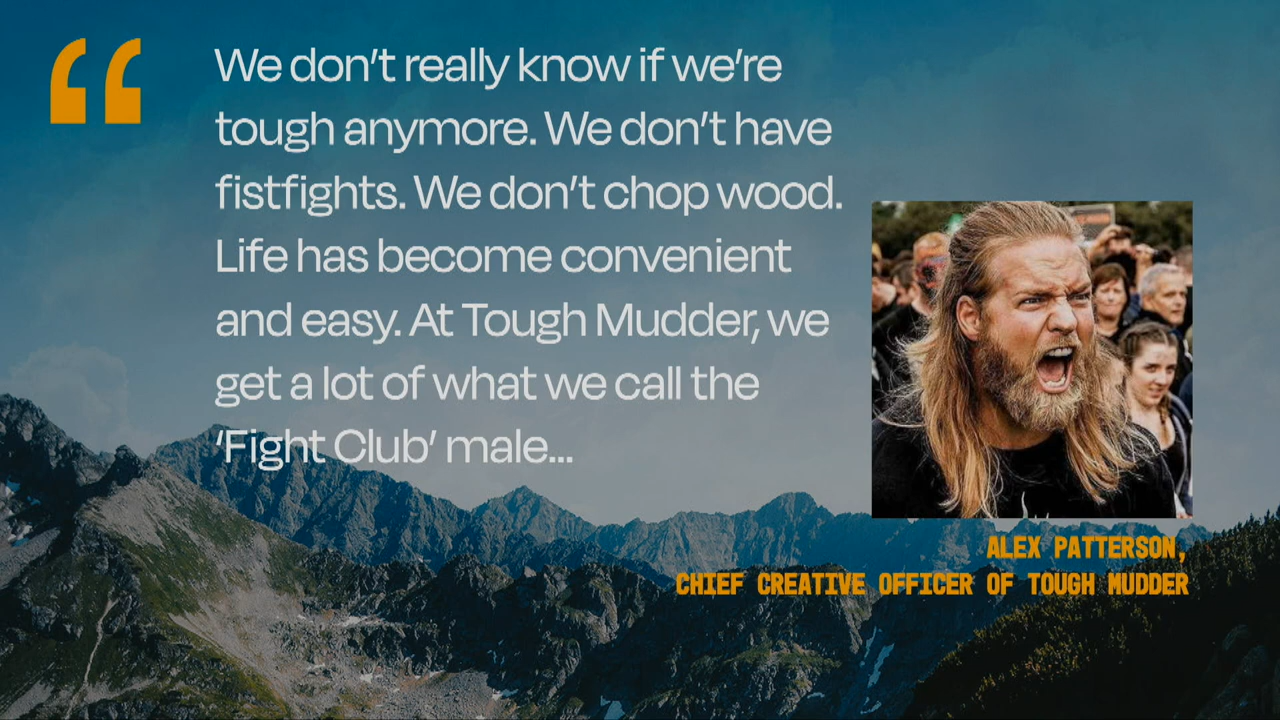 “
We don’t really know if we’re
tough anymore. We don’t have
fistfights. We don’t chop wood.
Life has become convenient
and easy. At Tough Mudder, we
get a lot of what we call the
‘Fight Club’ male...
ALEX PATTERSON,
CHIEF CREATIVE OFFICER OF TOUGH MUDDER